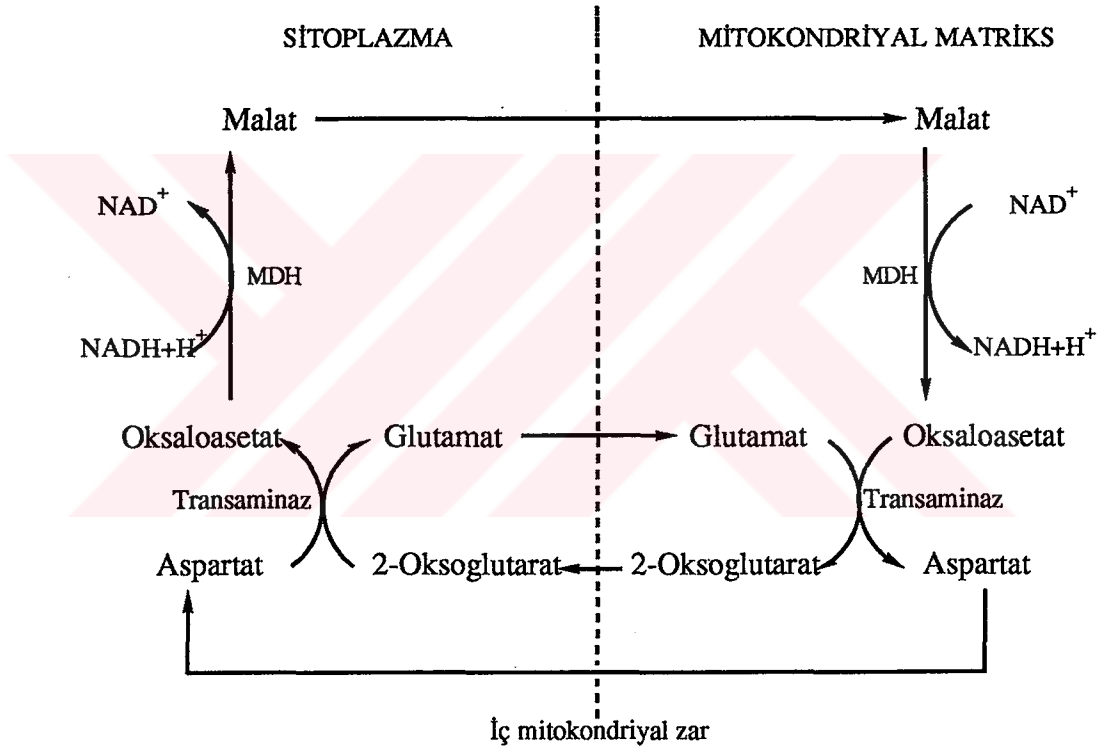 SİTOPLAZMA
MİTOKONDRİYAL MATRİKS
Malat
Malat
NAD+
NAD+
MDH
MDH
NADH+H+
NADH+H+
Oksaloasetat
Glutamat
Glutamat
Oksaloasetat
Transaminaz
Transaminaz
Aspartat
2-Oksoglutarat
2-Oksoglutarat
Aspartat
İç mitokondriyal zar